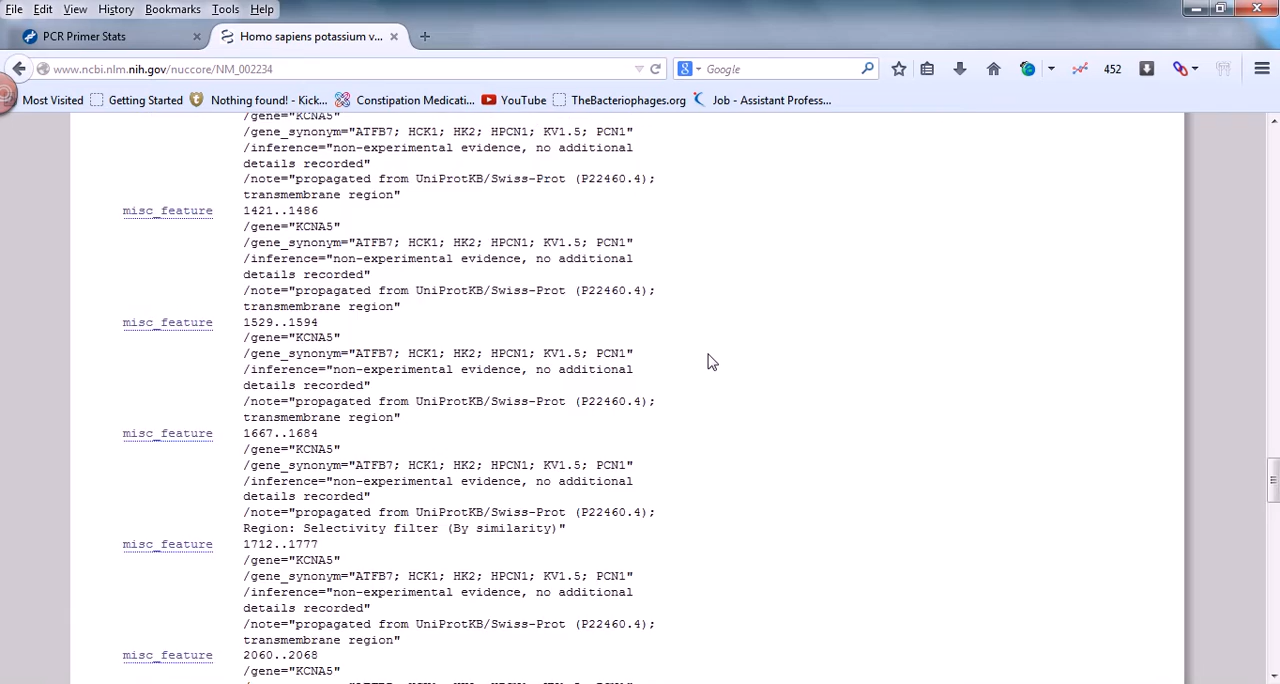 File Edit View History Bookmarks Tools Help
PCR Primer Stats × Homo sapiens potassium v... × +
www.ncbi.nlm.nih.gov/nuccore/NM_002234 Google 452
Most Visited Getting Started Nothing found! - Kick... Constipation Medicati... YouTube TheBacteriophages.org Job - Assistant Profess...
/gene="KCNA5"
/gene_synonym="ATFB7; HCK1; HK2; HPCN1; KV1.5; PCN1"
/inference="non-experimental evidence, no additional
details recorded"
/note="propagated from UniProtKB/Swiss-Prot (P22460.4);
transmembrane region"
misc_feature 1421..1486
/gene="KCNA5"
/gene_synonym="ATFB7; HCK1; HK2; HPCN1; KV1.5; PCN1"
/inference="non-experimental evidence, no additional
details recorded"
/note="propagated from UniProtKB/Swiss-Prot (P22460.4);
transmembrane region"
misc_feature 1529..1594
/gene="KCNA5"
/gene_synonym="ATFB7; HCK1; HK2; HPCN1; KV1.5; PCN1"
/inference="non-experimental evidence, no additional
details recorded"
/note="propagated from UniProtKB/Swiss-Prot (P22460.4);
transmembrane region"
misc_feature 1667..1684
/gene="KCNA5"
/gene_synonym="ATFB7; HCK1; HK2; HPCN1; KV1.5; PCN1"
/inference="non-experimental evidence, no additional
details recorded"
/note="propagated from UniProtKB/Swiss-Prot (P22460.4);
Region: Selectivity filter (By similarity)"
misc_feature 1712..1777
/gene="KCNA5"
/gene_synonym="ATFB7; HCK1; HK2; HPCN1; KV1.5; PCN1"
/inference="non-experimental evidence, no additional
details recorded"
/note="propagated from UniProtKB/Swiss-Prot (P22460.4);
transmembrane region"
misc_feature 2060..2068
/gene="KCNA5"